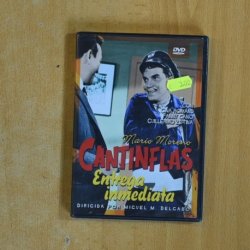 DVD
Mario Moreno
CANTINFLAS
Entrega
inmediata
DIRIGIDA POR MIGUEL M. DELGADO